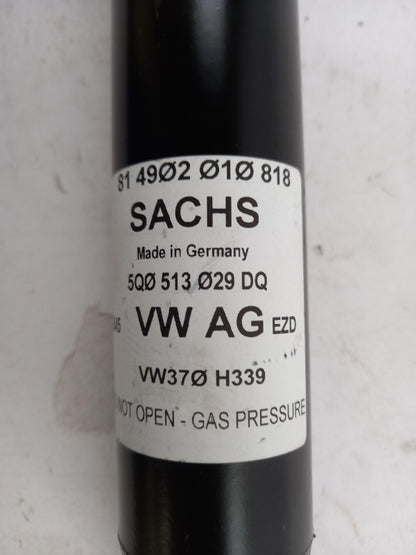 81 49Ø2 Ø1Ø 818
SACHS
Made in Germany
5QØ 513 Ø29 DQ
VW AG EZD
VW37Ø H339
NOT OPEN - GAS PRESSURE